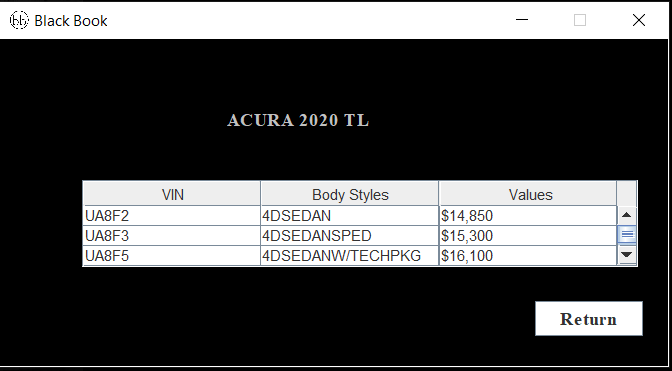 Black Book
ACURA 2020 TL
VIN Body Styles Values
UA8F2 4DSEDAN $14,850
UA8F3 4DSEDANSPED $15,300
UA8F5 4DSEDANW/TECHPKG $16,100
Return